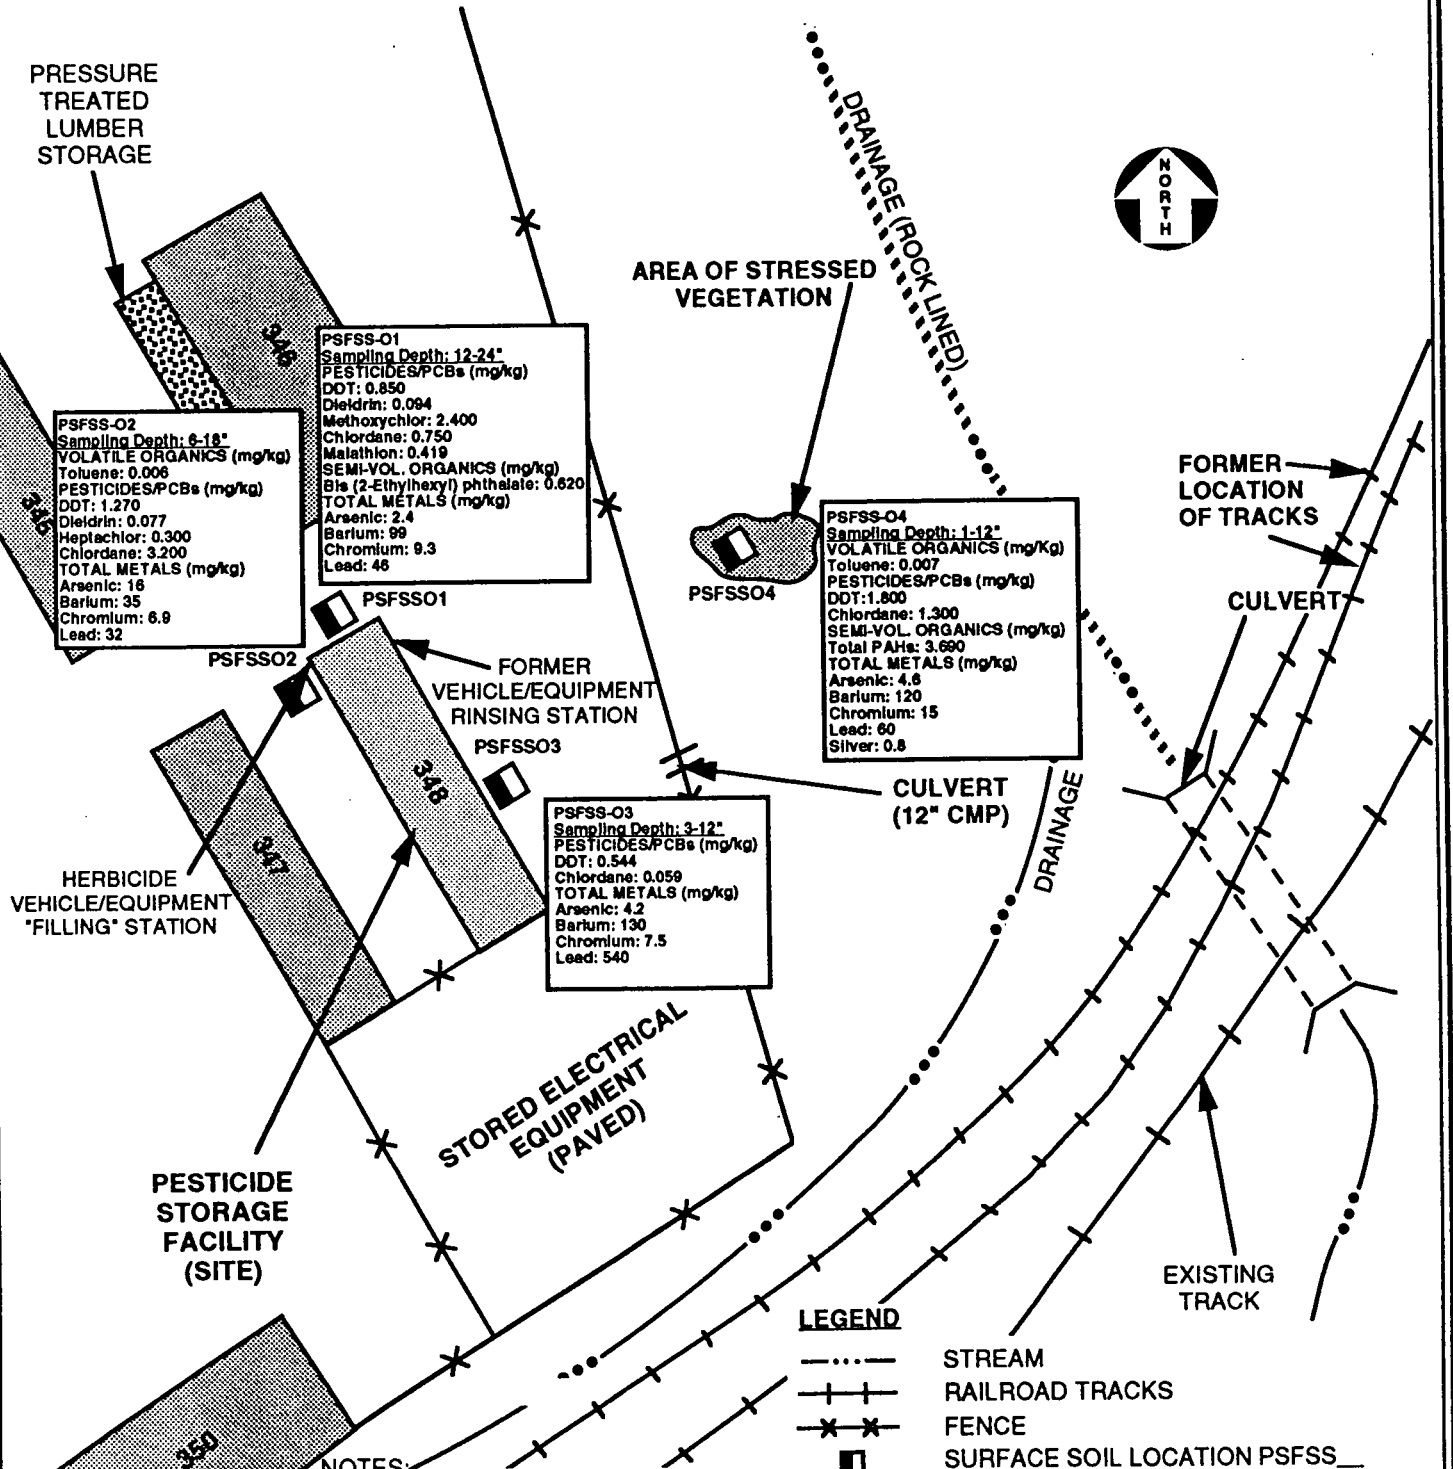 PRESSURE
TREATED
LUMBER
STORAGE
DRAINAGE (ROCK LINED)
NORTH
AREA OF STRESSED
VEGETATION
346
345
PSFSS-O1
Sampling Depth: 12-24"
PESTICIDES/PCBs (mg/kg)
DDT: 0.850
Dieldrin: 0.094
Methoxychlor: 2.400
Chlordane: 0.750
Malathion: 0.419
SEMI-VOL. ORGANICS (mg/kg)
Bis (2-Ethylhexyl) phthalate: 0.620
TOTAL METALS (mg/kg)
Arsenic: 2.4
Barium: 99
Chromium: 9.3
Lead: 46
PSFSS-O2
Sampling Depth: 6-18"
VOLATILE ORGANICS (mg/kg)
Toluene: 0.006
PESTICIDES/PCBs (mg/kg)
DDT: 1.270
Dieldrin: 0.077
Heptachlor: 0.300
Chlordane: 3.200
TOTAL METALS (mg/kg)
Arsenic: 16
Barium: 35
Chromium: 6.9
Lead: 32
FORMER
LOCATION
OF TRACKS
PSFSS-O4
Sampling Depth: 1-12"
VOLATILE ORGANICS (mg/Kg)
Toluene: 0.007
PESTICIDES/PCBs (mg/kg)
DDT:1.800
Chlordane: 1.300
SEMI-VOL. ORGANICS (mg/kg)
Total PAHs: 3.690
TOTAL METALS (mg/kg)
Arsenic: 4.6
Barium: 120
Chromium: 15
Lead: 60
Silver: 0.8
PSFSSO4
PSFSSO1
CULVERT
PSFSSO2
FORMER
VEHICLE/EQUIPMENT
RINSING STATION
PSFSSO3
348
347
CULVERT
(12" CMP)
DRAINAGE
PSFSS-O3
Sampling Depth: 3-12"
PESTICIDES/PCBs (mg/kg)
DDT: 0.544
Chlordane: 0.059
TOTAL METALS (mg/kg)
Arsenic: 4.2
Barium: 130
Chromium: 7.5
Lead: 540
HERBICIDE
VEHICLE/EQUIPMENT
"FILLING" STATION
STORED ELECTRICAL
EQUIPMENT
(PAVED)
PESTICIDE
STORAGE
FACILITY
(SITE)
EXISTING
TRACK
LEGEND
STREAM
RAILROAD TRACKS
FENCE
SURFACE SOIL LOCATION PSFSS__
350
NOTES: